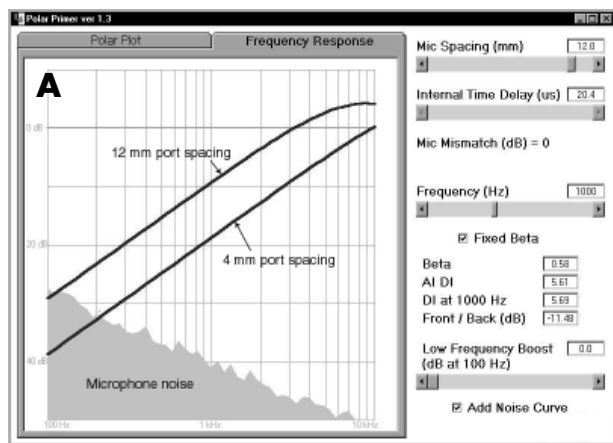 Polar Primer ver 1.3
Polar Plot
Frequency Response
A
0 dB
12 mm port spacing
20 dB
4 mm port spacing
40 dB
Microphone noise
100Hz
1kHz
10kHz
Mic Spacing (mm)
12.0
Internal Time Delay (us)
20.4
Mic Mismatch (dB) = 0
Frequency (Hz)
1000
Fixed Beta
Beta
0.58
AI DI
5.61
DI at 1000 Hz
5.69
Front / Back (dB)
-11.48
Low Frequency Boost
0.0
(dB at 100 Hz)
Add Noise Curve